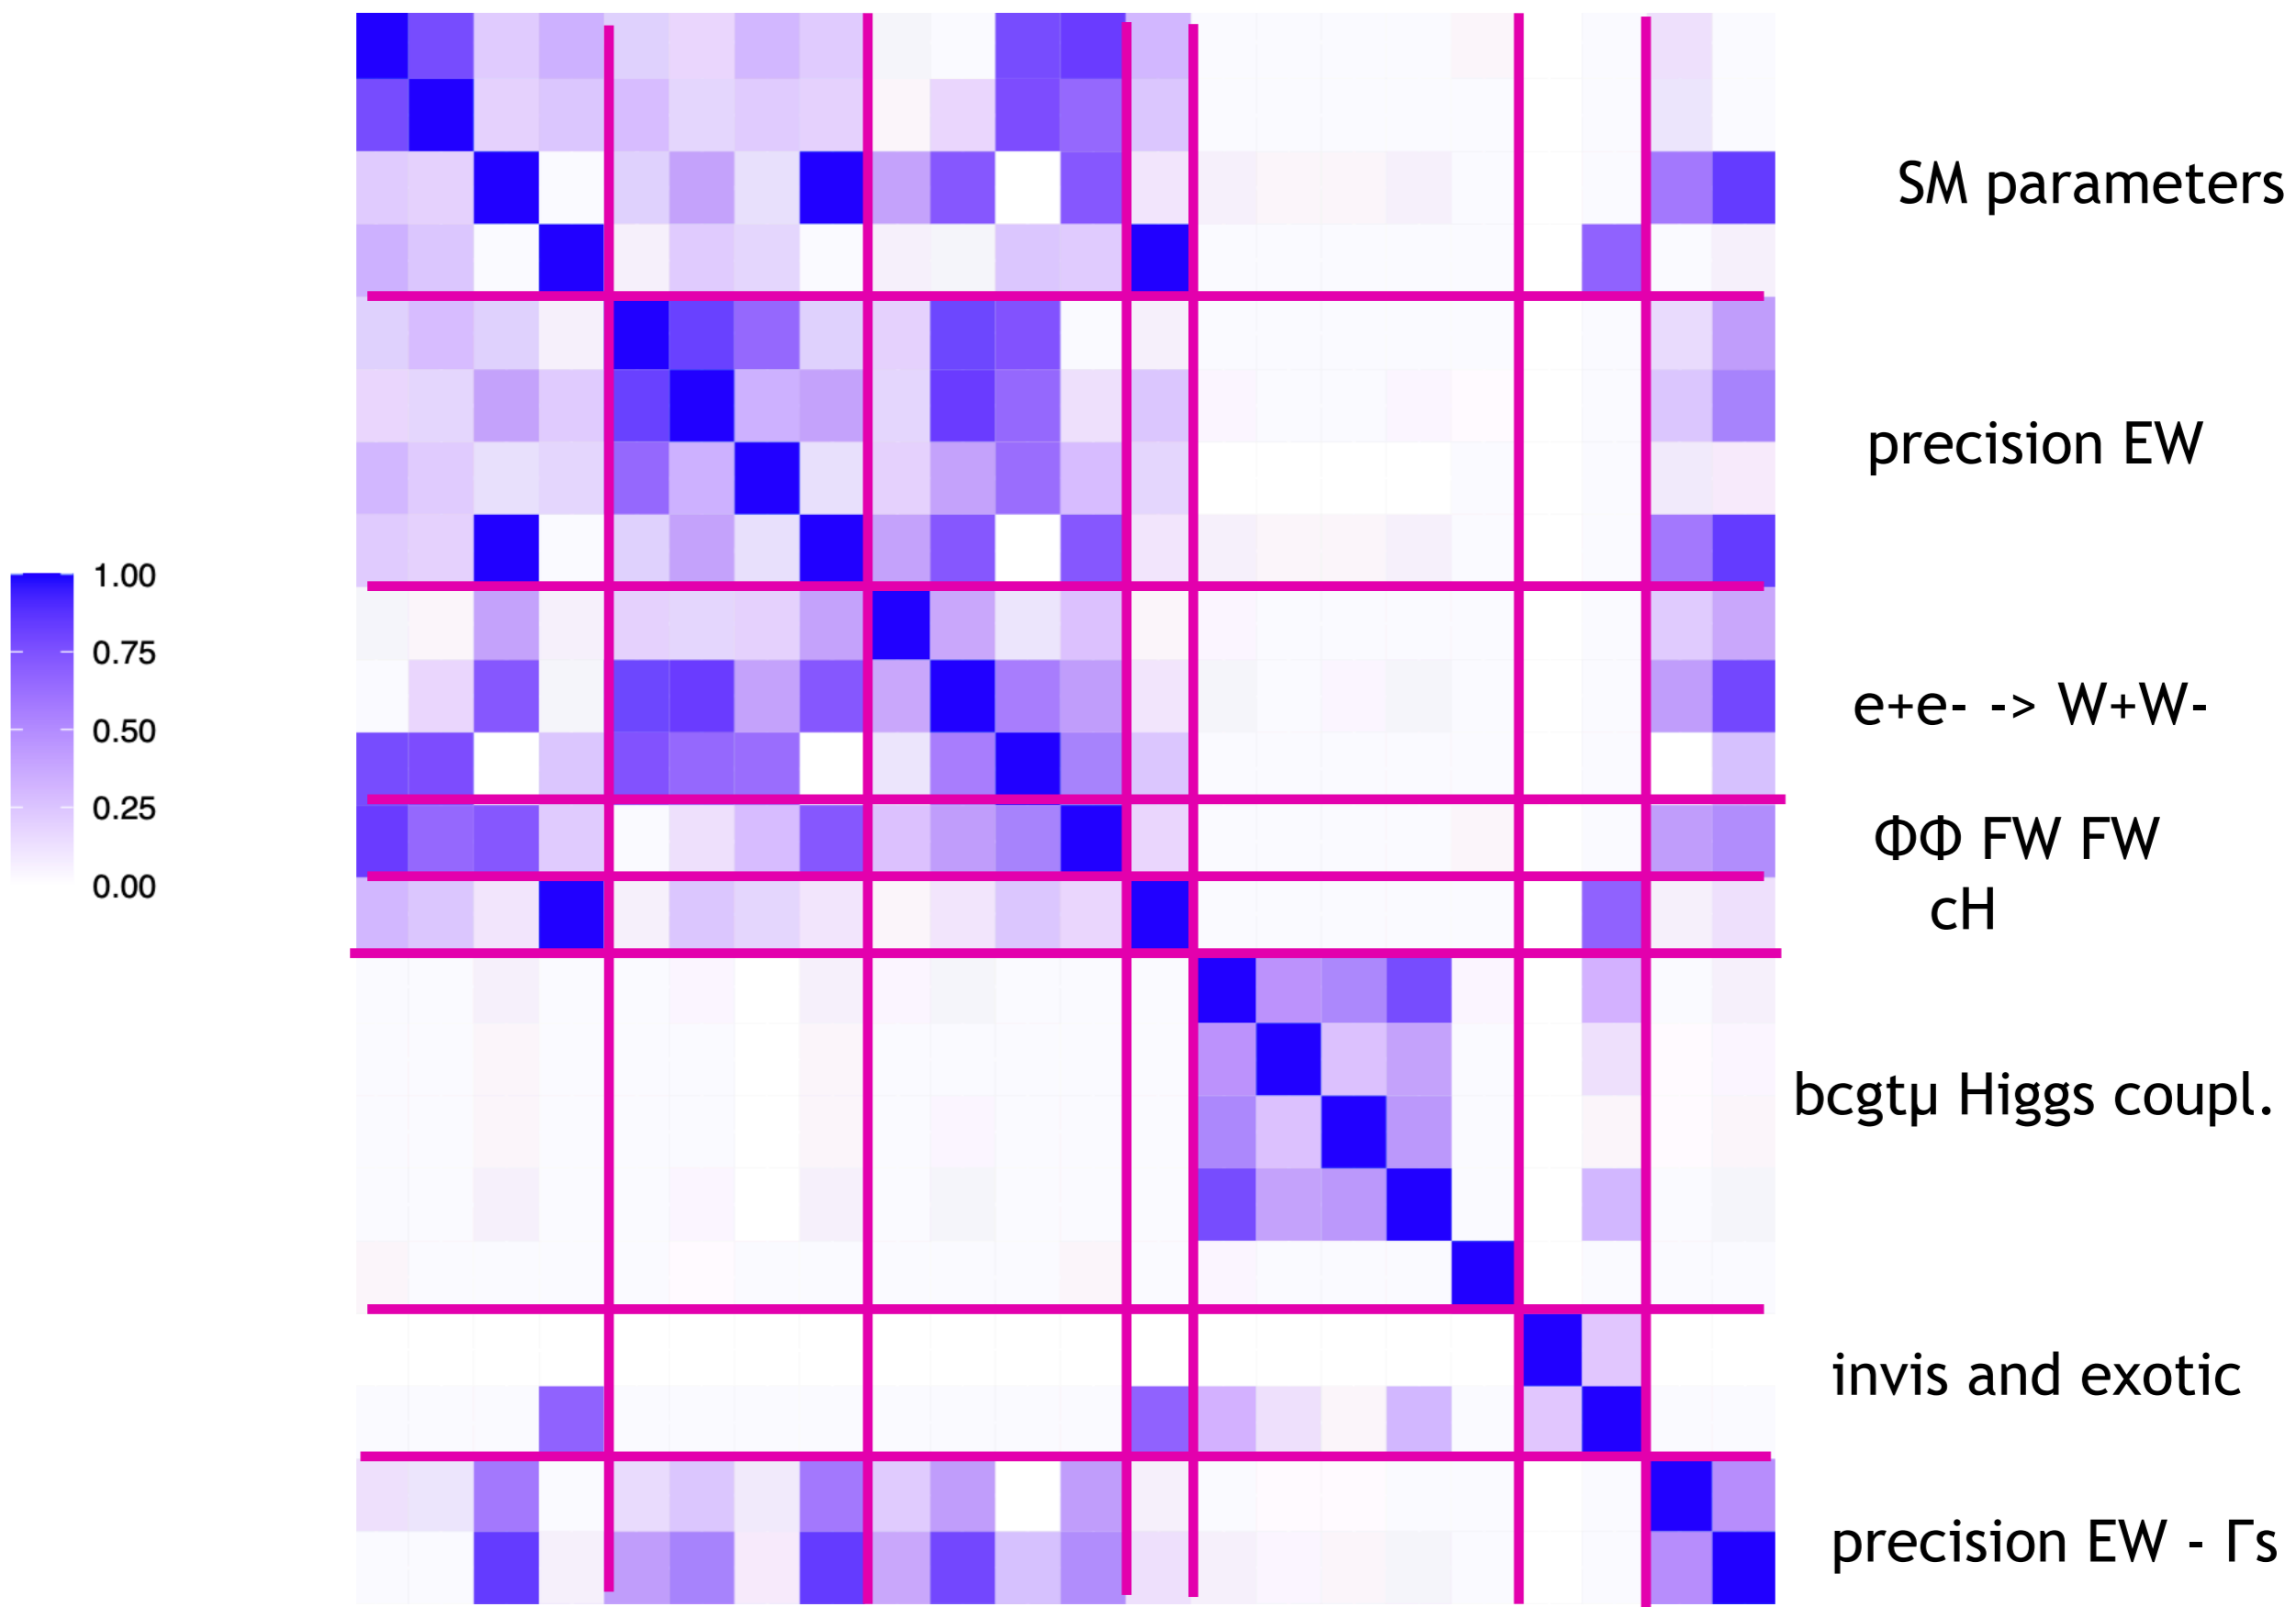 SM parameters
precision EW
1.00
0.75
0.50
0.25
0.00
e+e- -> W+W-
ΦΦ FW FW
cH
bcgtμ Higgs coupl.
invis and exotic
precision EW - Γs